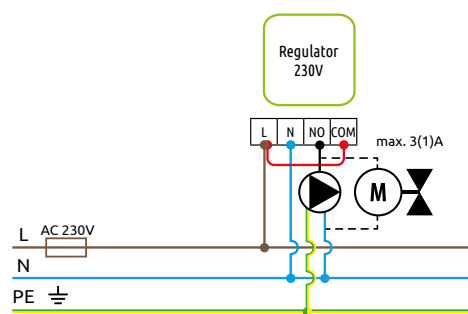 Regulator
230V
L N NO COM
max. 3(1)A
M
L AC 230V
N
PE